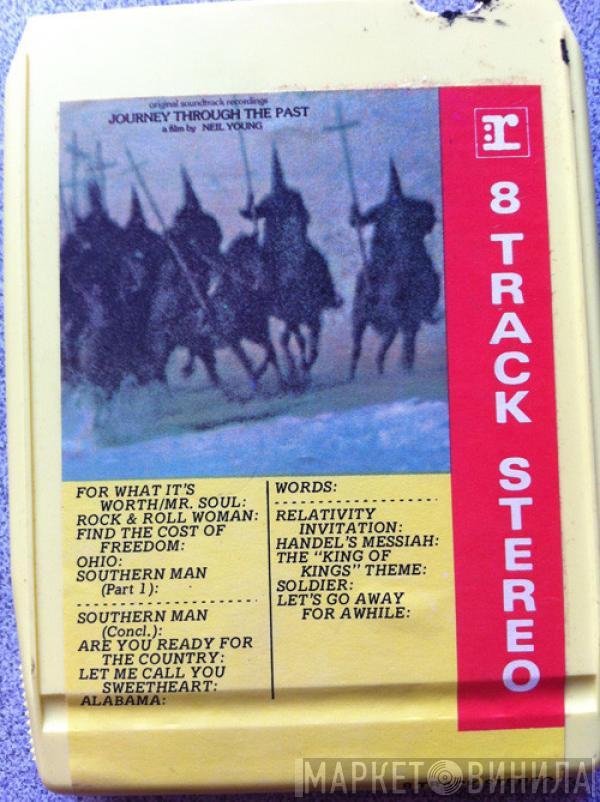 original soundtrack recordings
JOURNEY THROUGH THE PAST
a film by NEIL YOUNG
r
8 TRACK STEREO
FOR WHAT IT'S
WORTH/MR. SOUL:
ROCK & ROLL WOMAN:
FIND THE COST OF
FREEDOM:
OHIO:
SOUTHERN MAN
(Part 1):
SOUTHERN MAN
(Concl.):
ARE YOU READY FOR
THE COUNTRY:
LET ME CALL YOU
SWEETHEART:
ALABAMA:
WORDS:
RELATIVITY
INVITATION:
HANDEL'S MESSIAH:
THE "KING OF
KINGS" THEME:
SOLDIER:
LET'S GO AWAY
FOR AWHILE:
МАРКЕТ ВИНИЛА